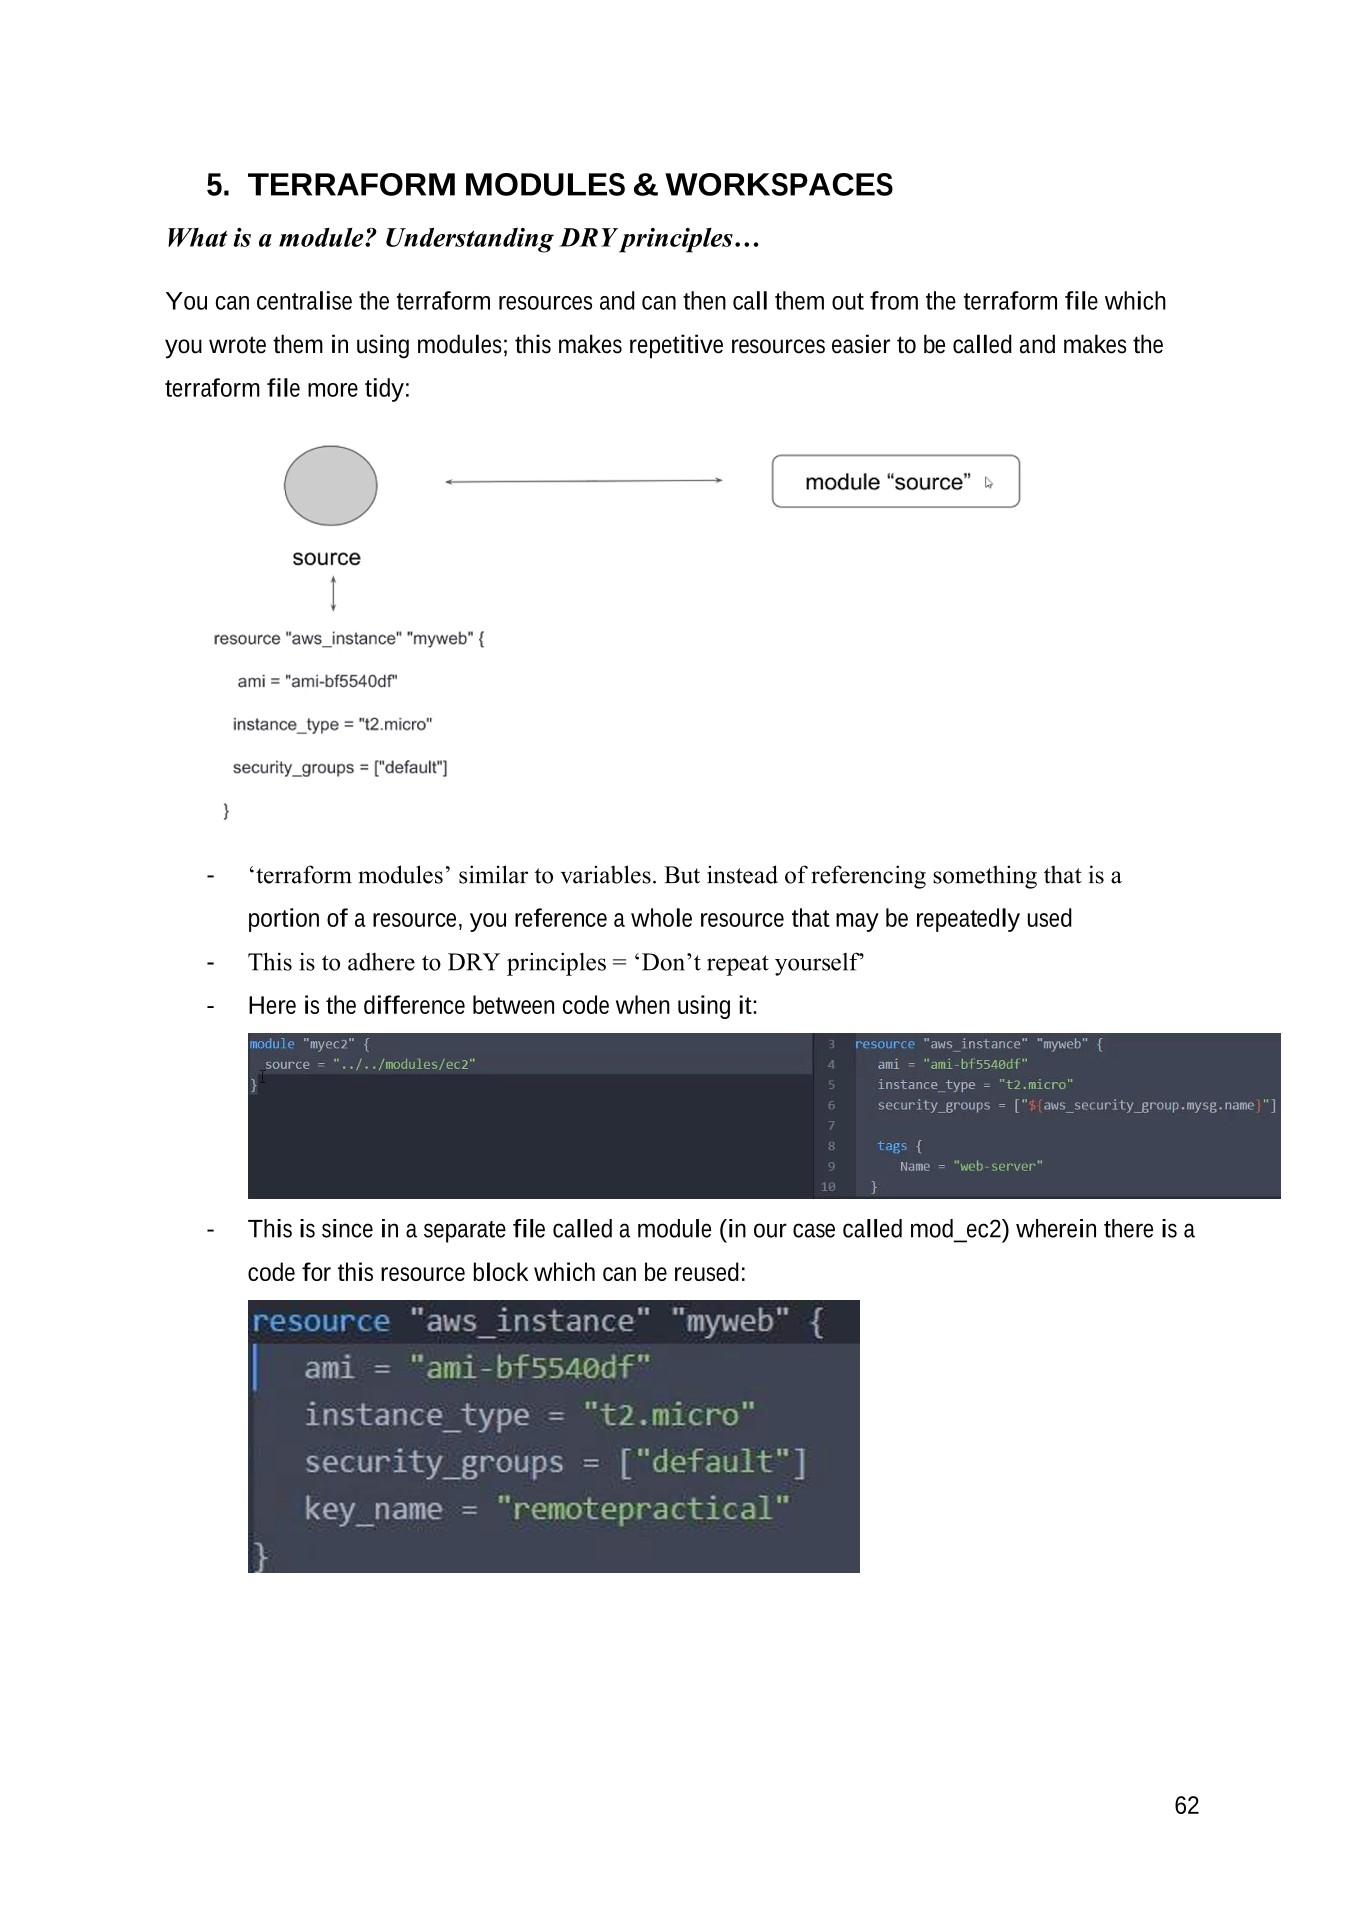 5. TERRAFORM MODULES & WORKSPACES
What is a module? Understanding DRY principles…
You can centralise the terraform resources and can then call them out from the terraform file which
you wrote them in using modules; this makes repetitive resources easier to be called and makes the
terraform file more tidy:
module “source”
source
resource "aws_instance" "myweb" {
ami = "ami-bf5540df"
instance_type = "t2.micro"
security_groups = ["default"]
}
- ‘terraform modules’ similar to variables. But instead of referencing something that is a
portion of a resource, you reference a whole resource that may be repeatedly used
- This is to adhere to DRY principles = ‘Don’t repeat yourself’
- Here is the difference between code when using it:
module "myec2" {
source = "../../modules/ec2"
}
3 resource "aws_instance" "myweb" {
4 ami = "ami-bf5540df"
5 instance_type = "t2.micro"
6 security_groups = ["${aws_security_group.mysg.name}"]
7
8 tags {
9 Name = "web-server"
10 }
- This is since in a separate file called a module (in our case called mod_ec2) wherein there is a
code for this resource block which can be reused:
resource "aws_instance" "myweb" {
ami = "ami-bf5540df"
instance_type = "t2.micro"
security_groups = ["default"]
key_name = "remotepractical"
}
62